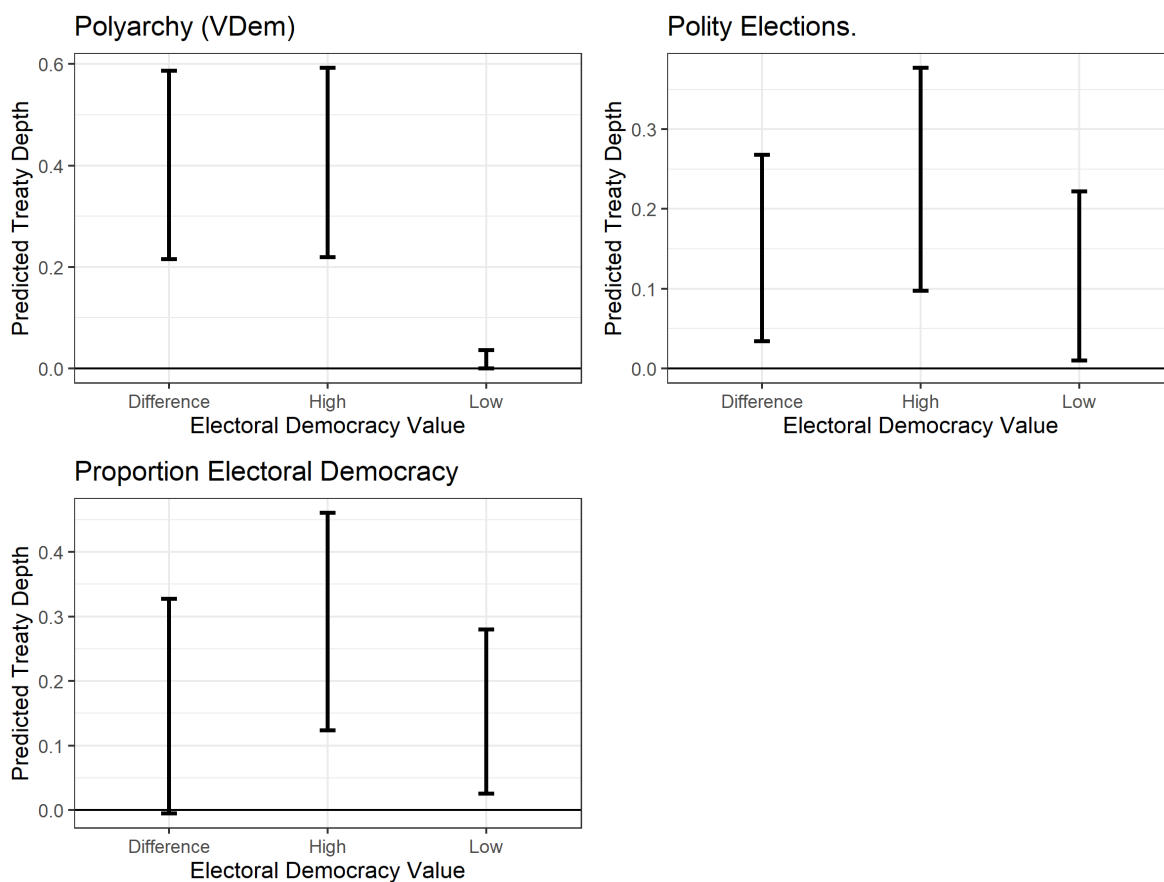 Polyarchy (VDem)
Predicted Treaty Depth
0.6
0.4
0.2
0.0
Difference High Low
Electoral Democracy Value
Polity Elections.
Predicted Treaty Depth
0.3
0.2
0.1
0.0
Difference High Low
Electoral Democracy Value
Proportion Electoral Democracy
Predicted Treaty Depth
0.4
0.3
0.2
0.1
0.0
Difference High Low
Electoral Democracy Value